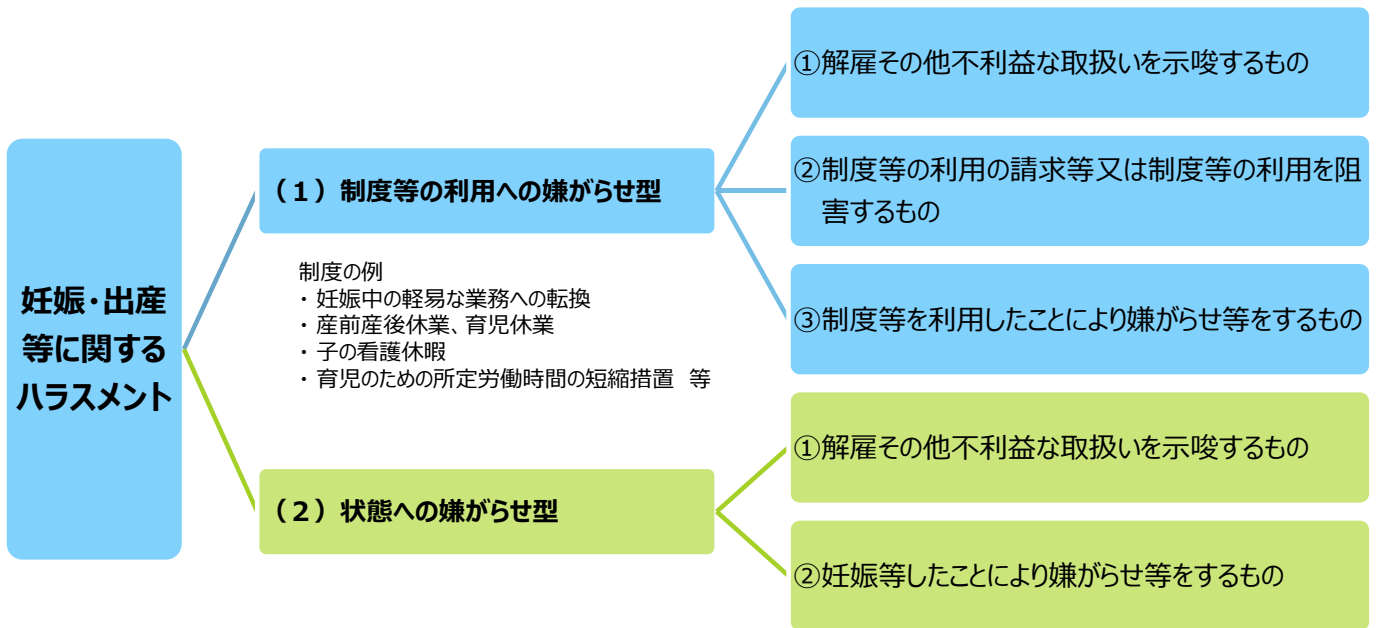 妊娠・出産
等に関する
ハラスメント
（１）制度等の利用への嫌がらせ型
制度の例
・妊娠中の軽易な業務への転換
・産前産後休業、育児休業
・子の看護休暇
・育児のための所定労働時間の短縮措置　等
①解雇その他不利益な取扱いを示唆するもの
②制度等の利用の請求等又は制度等の利用を阻
害するもの
③制度等を利用したことにより嫌がらせ等をするもの
（２）状態への嫌がらせ型
①解雇その他不利益な取扱いを示唆するもの
②妊娠等したことにより嫌がらせ等をするもの